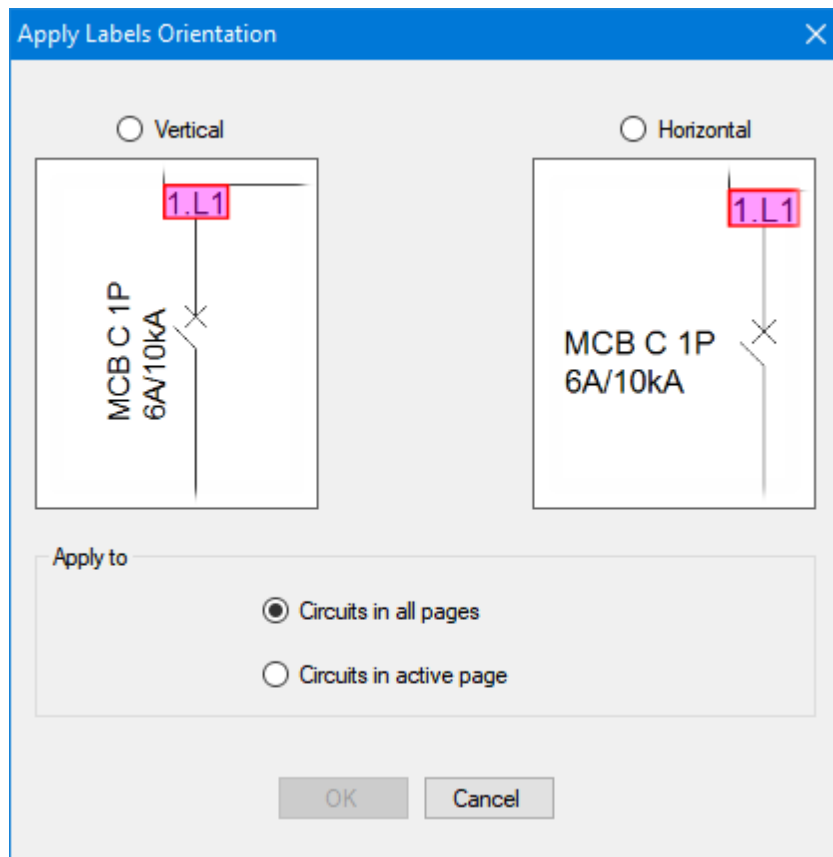 Apply Labels Orientation
Vertical
Horizontal
1.L1
MCB C 1P
6A/10kA
1.L1
MCB C 1P
6A/10kA
Apply to
Circuits in all pages
Circuits in active page
OK
Cancel